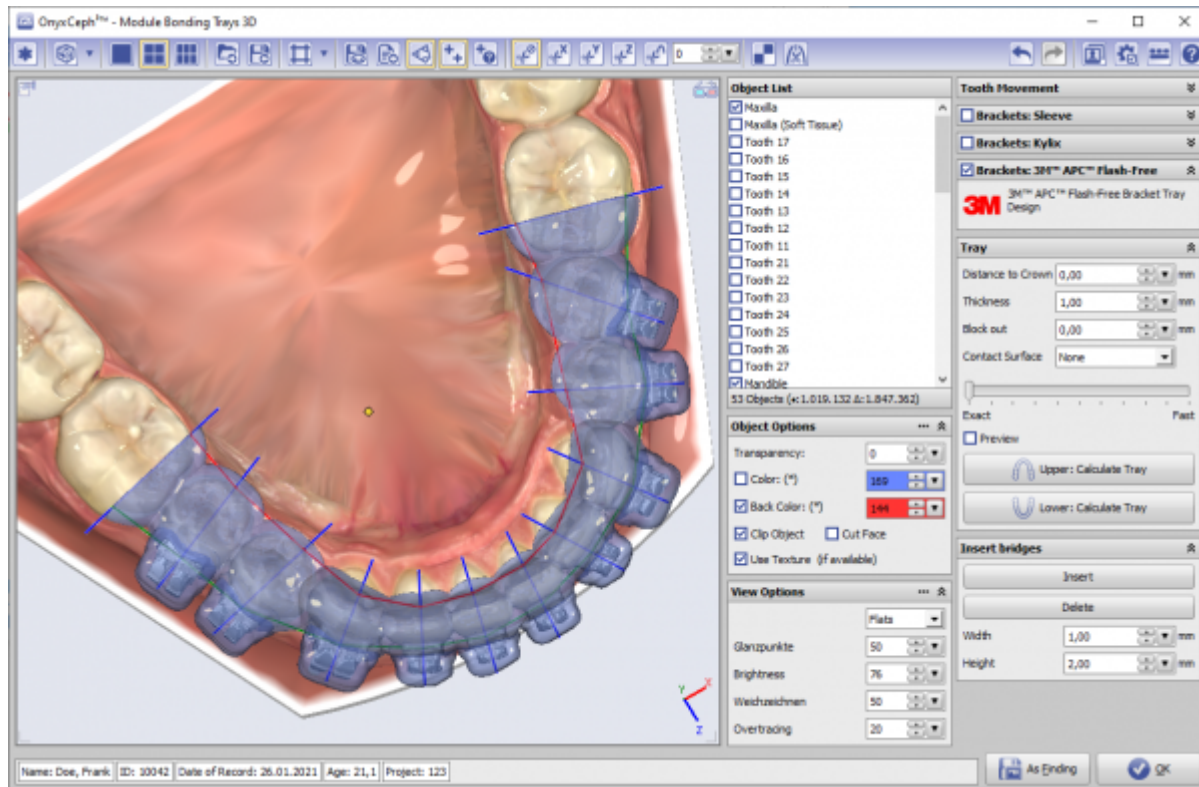 OnyxCeph³™ - Module Bonding Trays 3D
0
Object List
Maxilla
Maxilla (Soft Tissue)
Tooth 17
Tooth 16
Tooth 15
Tooth 14
Tooth 13
Tooth 12
Tooth 11
Tooth 21
Tooth 22
Tooth 23
Tooth 24
Tooth 25
Tooth 26
Tooth 27
Mandible
53 Objects (+:1.019.132 Δ:1.847.362)
Object Options
Transparency: 0
Color: (*) 169
Back Color: (*) 144
Clip Object Cut Face
Use Texture (if available)
View Options
Flats
Glanzpunkte 50
Brightness 76
Weichzeichnen 50
Overtracing 20
Tooth Movement
Brackets: Sleeve
Brackets: Kylix
Brackets: 3M™ APC™ Flash-Free
3M
3M™ APC™ Flash-Free Bracket Tray
Design
Tray
Distance to Crown 0,00 mm
Thickness 1,00 mm
Block out 0,00 mm
Contact Surface None
Exact Fast
Preview
Upper: Calculate Tray
Lower: Calculate Tray
Insert bridges
Insert
Delete
Width 1,00 mm
Height 2,00 mm
Y X
Z
Name: Doe, Frank ID: 10042 Date of Record: 26.01.2021 Age: 21,1 Project: 123
As Finding OK